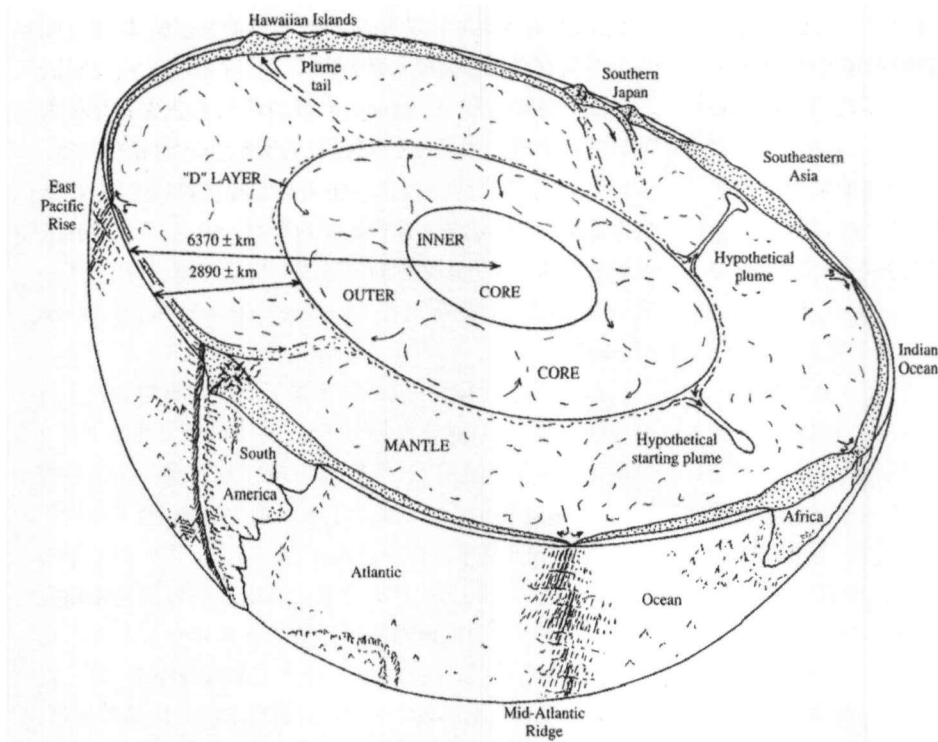 Hawaiian Islands
Plume
tail
Southern
Japan
Southeastern
Asia
"D" LAYER
East
Pacific
Rise
6370 ± km
2890 ± km
INNER
CORE
OUTER
CORE
Hypothetical
plume
Indian
Ocean
MANTLE
Hypothetical
starting plume
South
America
Africa
Atlantic
Ocean
Mid-Atlantic
Ridge